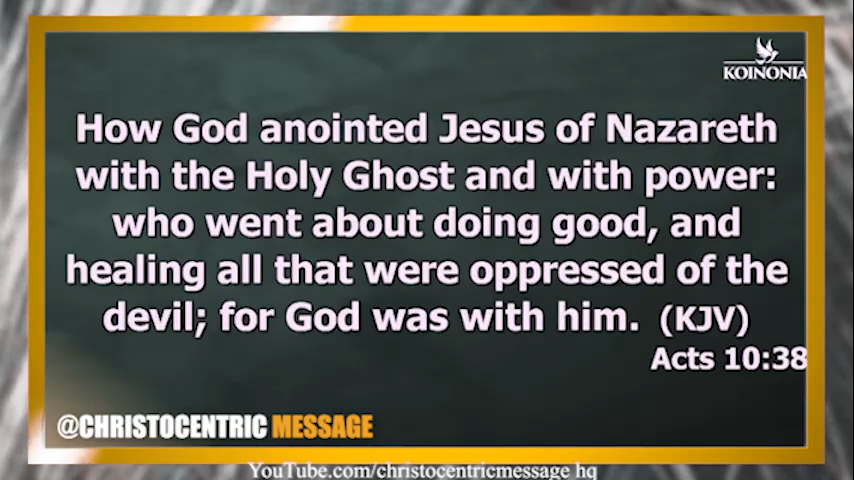 KOINONIA
How God anointed Jesus of Nazareth
with the Holy Ghost and with power:
who went about doing good, and
healing all that were oppressed of the
devil; for God was with him. (KJV)
Acts 10:38
@CHRISTOCENTRIC MESSAGE
YouTube.com/christocentricmessage hq